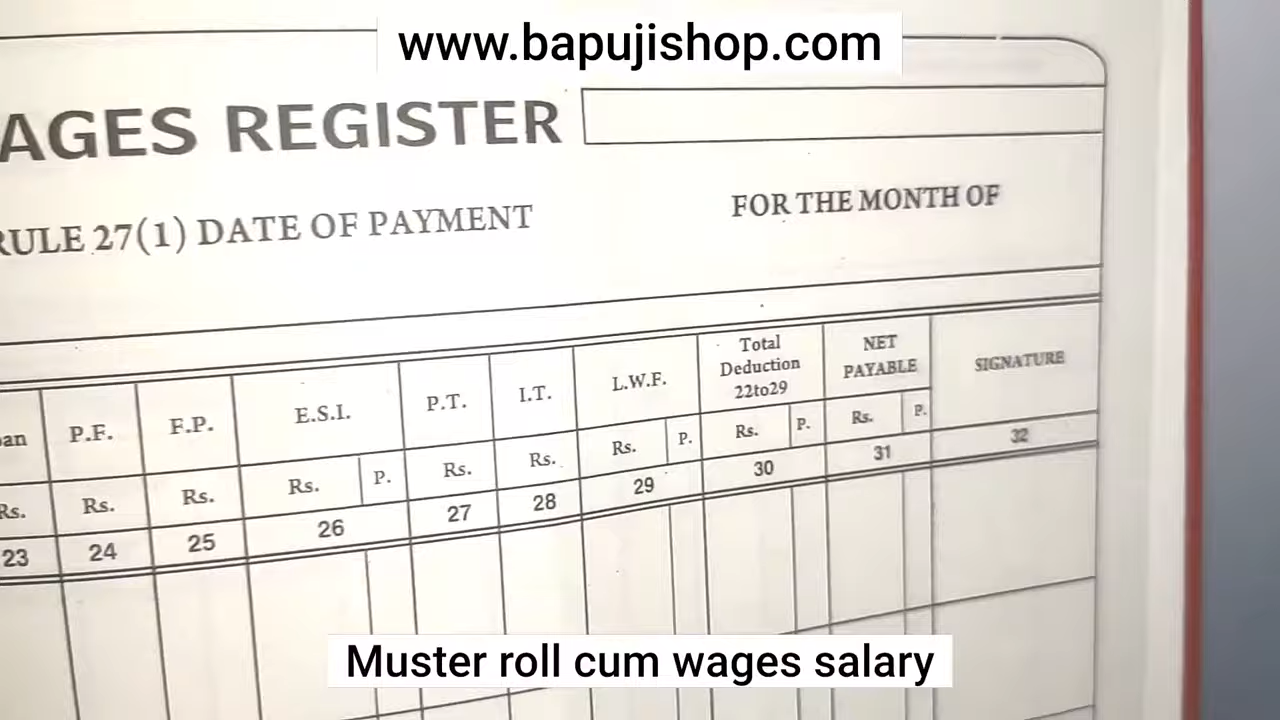 www.bapujishop.com
AGES REGISTER
RULE 27(1) DATE OF PAYMENT
FOR THE MONTH OF
an P.F. F.P. E.S.I. P.T. I.T. L.W.F. Total Deduction 22to29 NET PAYABLE SIGNATURE
Rs. Rs. Rs. Rs. P. Rs. Rs. Rs. P. Rs. P. Rs. P.
23 24 25 26 27 28 29 30 31 32
Muster roll cum wages salary